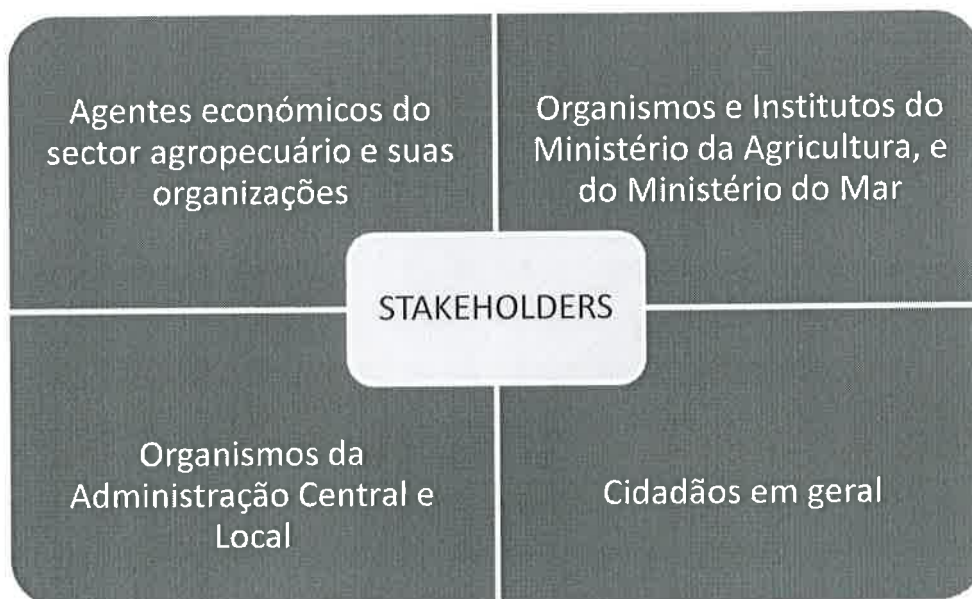 Agentes económicos do
sector agropecuário e suas
organizações
Organismos e Institutos do
Ministério da Agricultura, e
do Ministério do Mar
STAKEHOLDERS
Organismos da
Administração Central e
Local
Cidadãos em geral